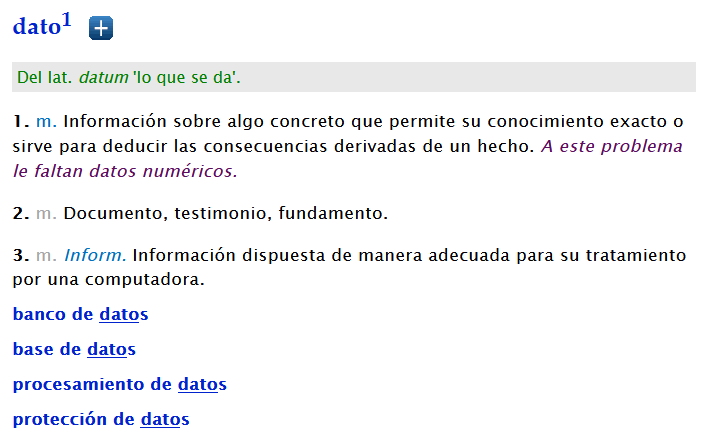 dato1 +
Del lat. datum 'lo que se da'.
1. m. Información sobre algo concreto que permite su conocimiento exacto o
sirve para deducir las consecuencias derivadas de un hecho. A este problema
le faltan datos numéricos.
2. m. Documento, testimonio, fundamento.
3. m. Inform. Información dispuesta de manera adecuada para su tratamiento
por una computadora.
banco de datos
base de datos
procesamiento de datos
protección de datos